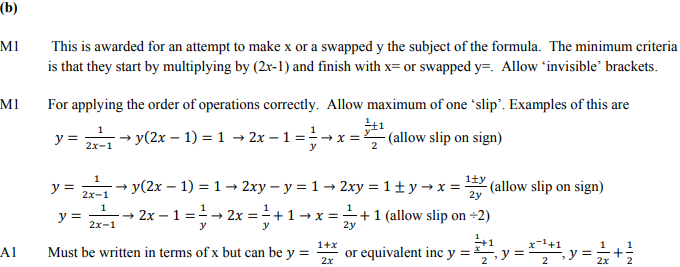 (b)
M1 This is awarded for an attempt to make x or a swapped y the subject of the formula. The minimum criteria
is that they start by multiplying by (2x-1) and finish with x= or swapped y=. Allow ‘invisible’ brackets.
M1 For applying the order of operations correctly. Allow maximum of one ‘slip’. Examples of this are
y = 1/(2x−1) → y(2x − 1) = 1 → 2x − 1 = 1/y → x = (1/y ± 1)/2 (allow slip on sign)
y = 1/(2x−1) → y(2x − 1) = 1 → 2xy − y = 1 → 2xy = 1 ± y → x = (1±y)/2y (allow slip on sign)
y = 1/(2x−1) → 2x − 1 = 1/y → 2x = 1/y + 1 → x = 1/2y + 1 (allow slip on ÷2)
A1 Must be written in terms of x but can be y = (1+x)/2x or equivalent inc y = (1/x + 1)/2, y = (x⁻¹+1)/2, y = 1/2x + 1/2